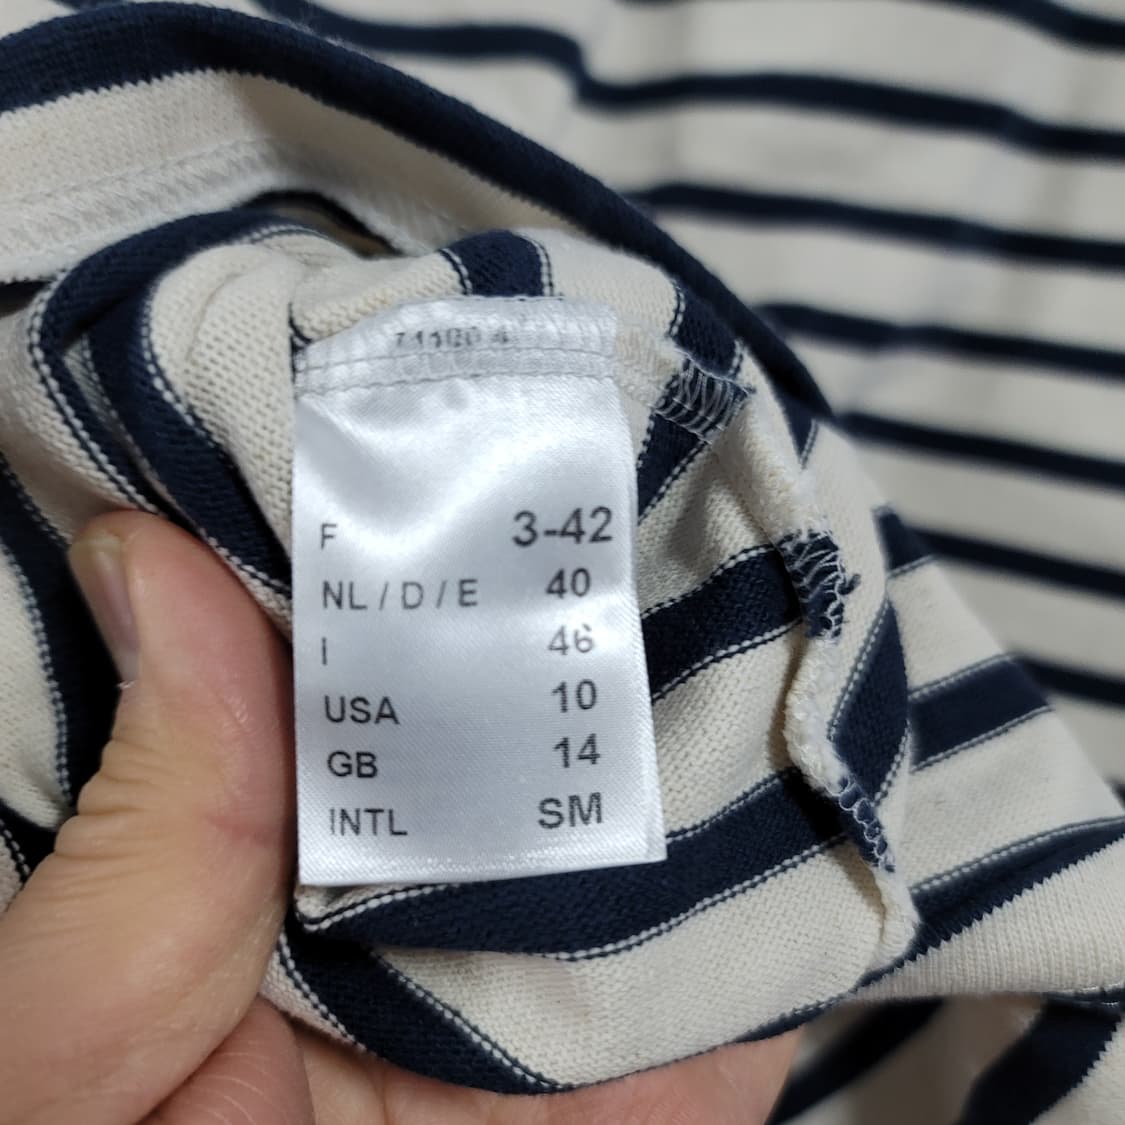 F 3-42
NL / D / E 40
I 46
USA 10
GB 14
INTL SM